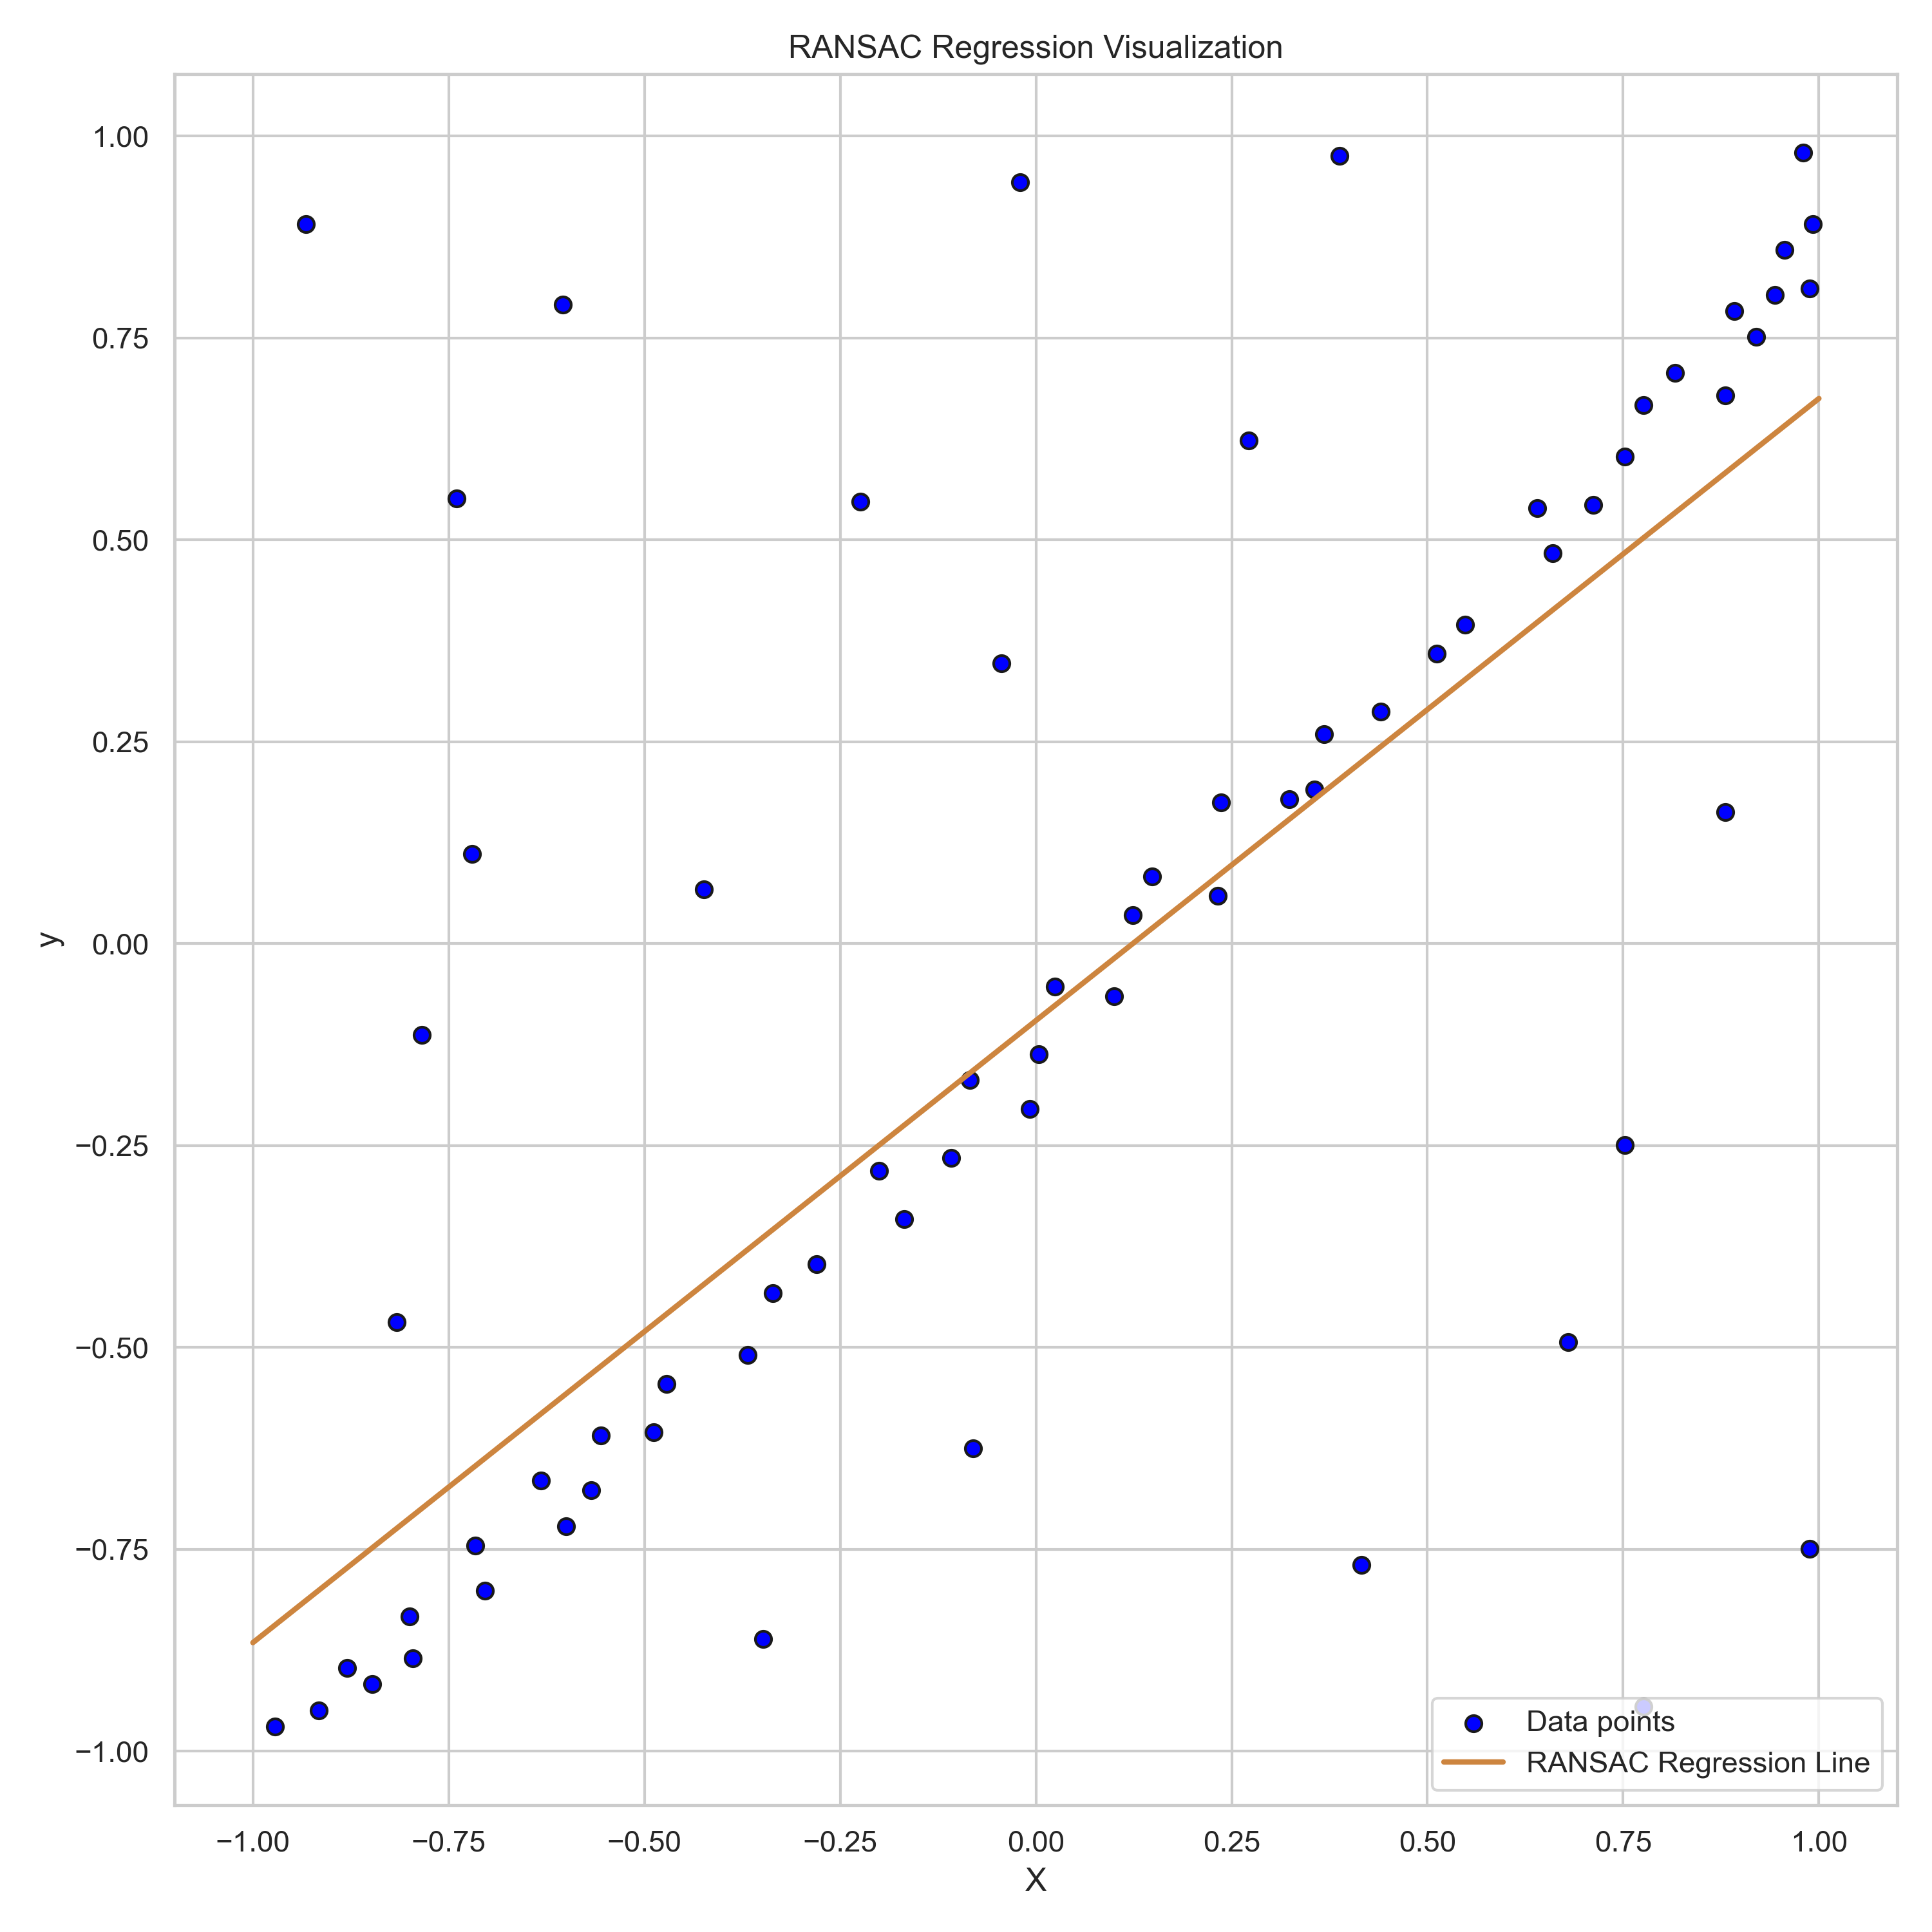 RANSAC Regression Visualization
1.00
0.75
0.50
0.25
0.00
−0.25
−0.50
−0.75
−1.00
y
Data points
RANSAC Regression Line
−1.00 −0.75 −0.50 −0.25 0.00 0.25 0.50 0.75 1.00
X